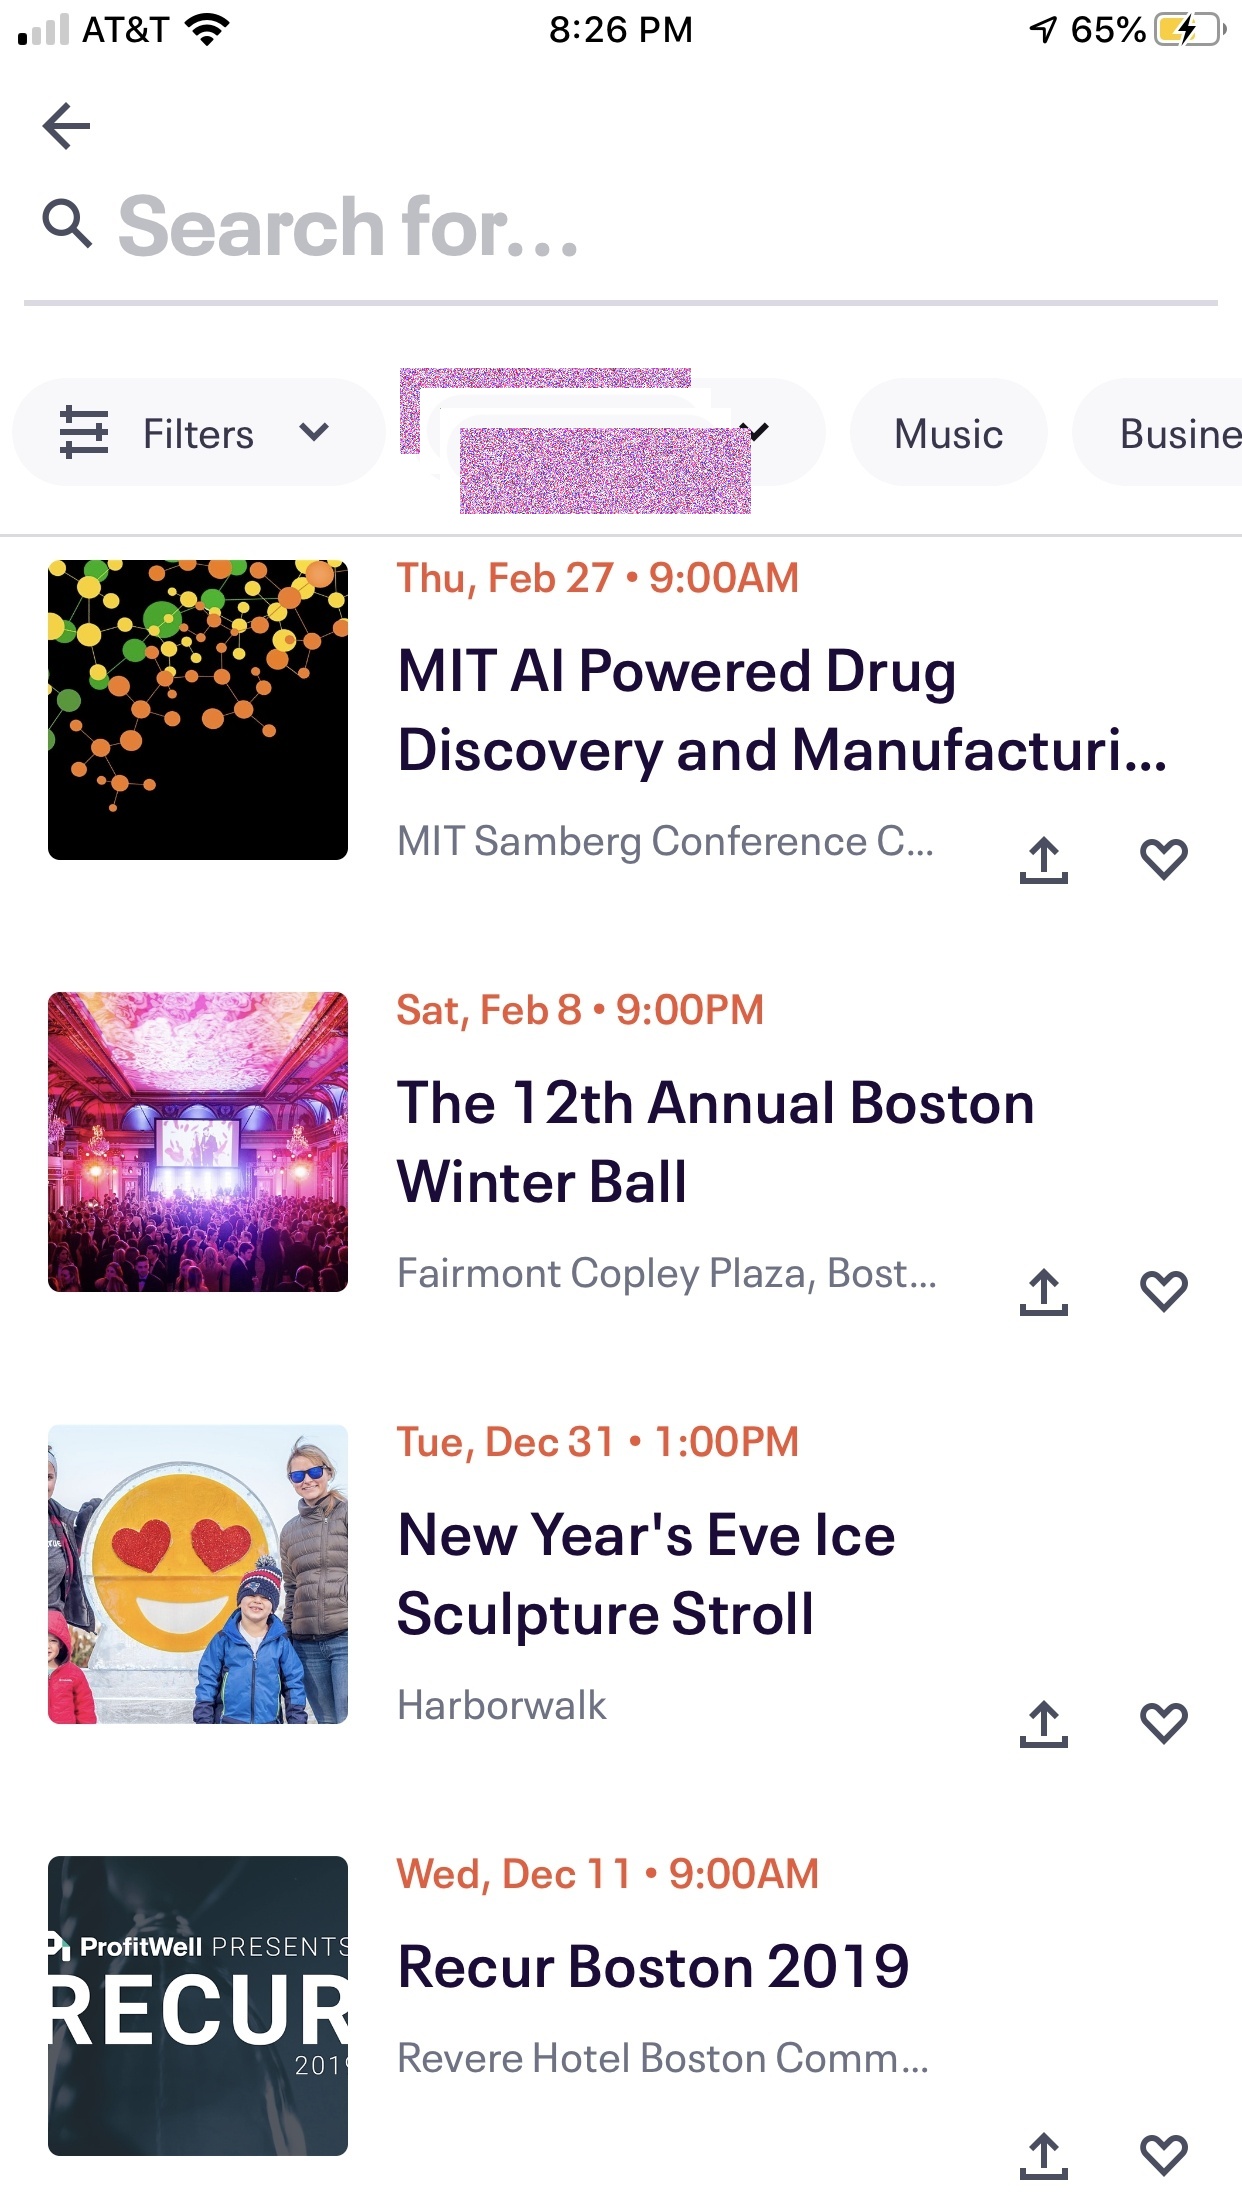 AT&T 8:26 PM 65%
Search for...
Filters Music Busine
Thu, Feb 27 • 9:00AM
MIT AI Powered Drug
Discovery and Manufacturi...
MIT Samberg Conference C...
Sat, Feb 8 • 9:00PM
The 12th Annual Boston
Winter Ball
Fairmont Copley Plaza, Bost...
Tue, Dec 31 • 1:00PM
New Year's Eve Ice
Sculpture Stroll
Harborwalk
Wed, Dec 11 • 9:00AM
ProfitWell PRESENTS
RECUR
2019
Recur Boston 2019
Revere Hotel Boston Comm...